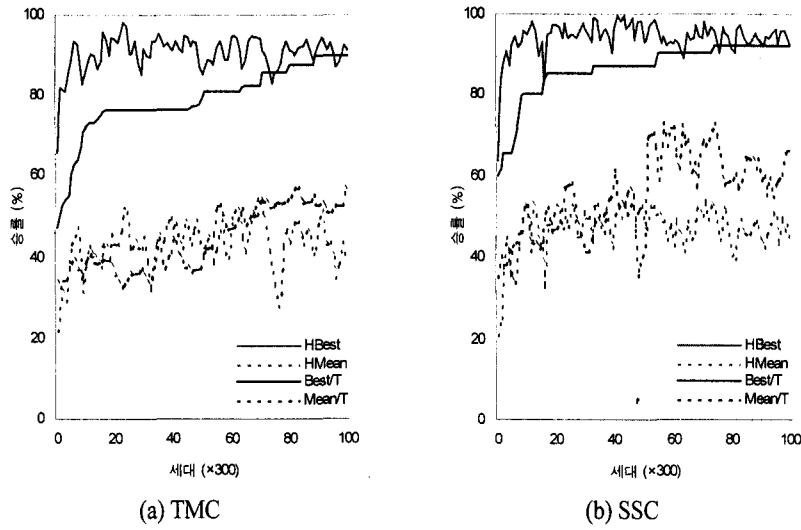 100
80
60
40
20
0
승률 (%)
HBest
HMean
Best/T
Mean/T
0 20 40 60 80 100
세대 (×300)
(a) TMC
100
80
60
40
20
0
승률 (%)
HBest
HMean
Best/T
Mean/T
0 20 40 60 80 100
세대 (×300)
(b) SSC